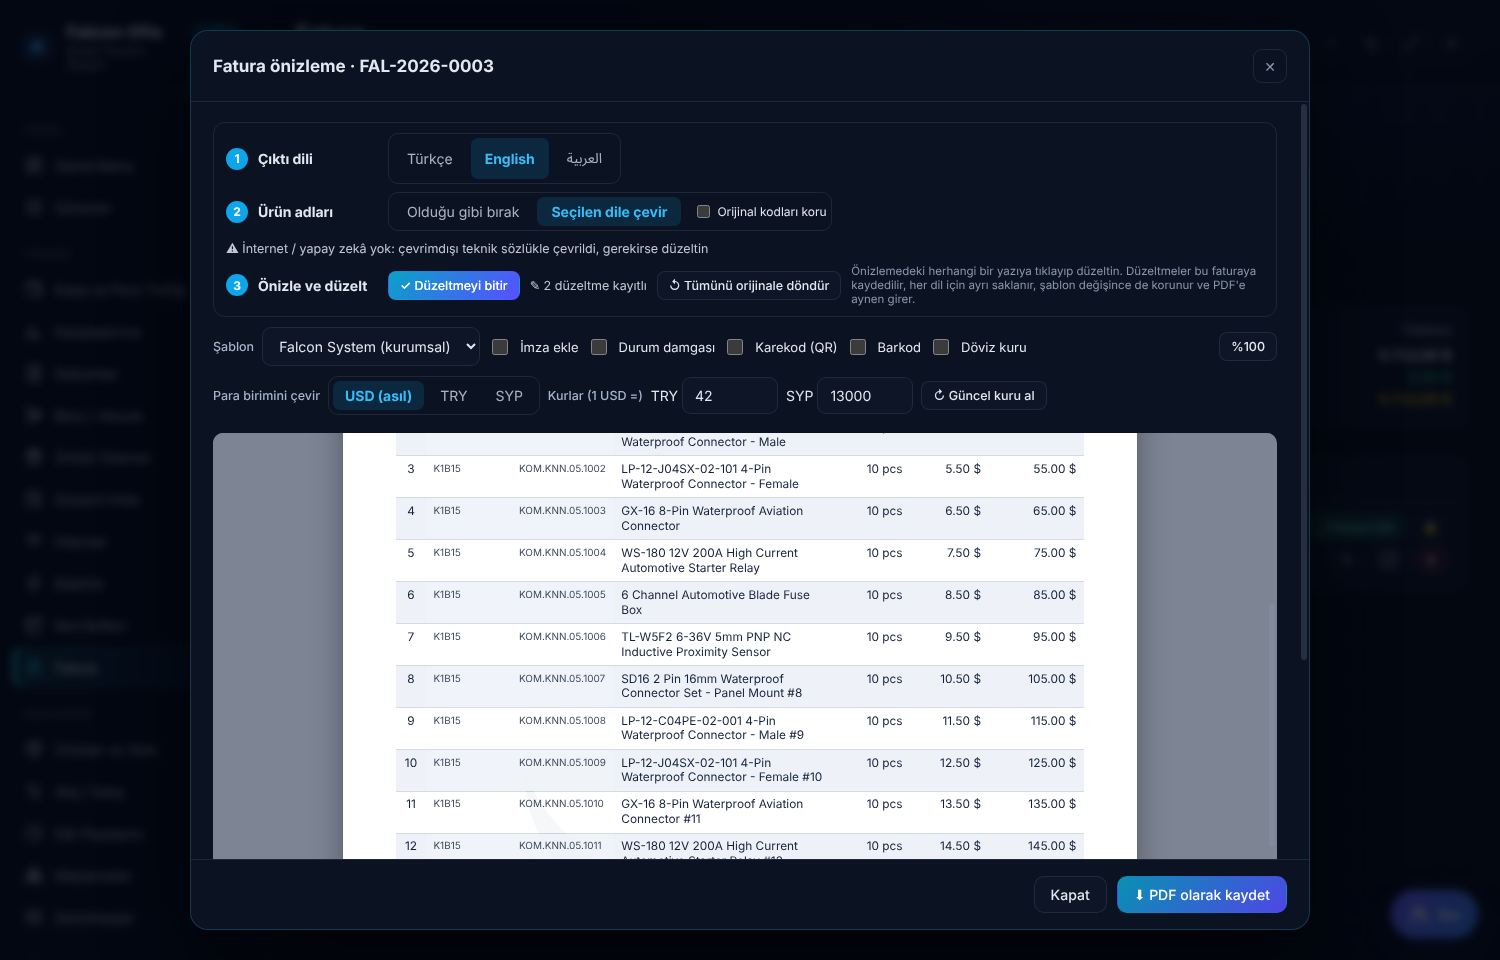 Fatura önizleme · FAL-2026-0003
×
1 Çıktı dili Türkçe English العربية
2 Ürün adları Olduğu gibi bırak Seçilen dile çevir Orijinal kodları koru
⚠ İnternet / yapay zekâ yok: çevrimdışı teknik sözlükle çevrildi, gerekirse düzeltin
3 Önizle ve düzelt ✓ Düzeltmeyi bitir ✎ 2 düzeltme kayıtlı ↺ Tümünü orijinale döndür
Önizlemedeki herhangi bir yazıya tıklayıp düzeltin. Düzeltmeler bu faturaya
kaydedilir, her dil için ayrı saklanır, şablon değişince de korunur ve PDF'e
aynen girer.
Şablon Falcon System (kurumsal) İmza ekle Durum damgası Karekod (QR) Barkod Döviz kuru %100
Para birimini çevir USD (asıl) TRY SYP Kurlar (1 USD =) TRY 42 SYP 13000 ↻ Güncel kuru al
Waterproof Connector - Male
3 K1B15 KOM.KNN.05.1002 LP-12-J04SX-02-101 4-Pin 10 pcs 5.50 $ 55.00 $
Waterproof Connector - Female
4 K1B15 KOM.KNN.05.1003 GX-16 8-Pin Waterproof Aviation 10 pcs 6.50 $ 65.00 $
Connector
5 K1B15 KOM.KNN.05.1004 WS-180 12V 200A High Current 10 pcs 7.50 $ 75.00 $
Automotive Starter Relay
6 K1B15 KOM.KNN.05.1005 6 Channel Automotive Blade Fuse 10 pcs 8.50 $ 85.00 $
Box
7 K1B15 KOM.KNN.05.1006 TL-W5F2 6-36V 5mm PNP NC 10 pcs 9.50 $ 95.00 $
Inductive Proximity Sensor
8 K1B15 KOM.KNN.05.1007 SD16 2 Pin 16mm Waterproof 10 pcs 10.50 $ 105.00 $
Connector Set - Panel Mount #8
9 K1B15 KOM.KNN.05.1008 LP-12-C04PE-02-001 4-Pin 10 pcs 11.50 $ 115.00 $
Waterproof Connector - Male #9
10 K1B15 KOM.KNN.05.1009 LP-12-J04SX-02-101 4-Pin 10 pcs 12.50 $ 125.00 $
Waterproof Connector - Female #10
11 K1B15 KOM.KNN.05.1010 GX-16 8-Pin Waterproof Aviation 10 pcs 13.50 $ 135.00 $
Connector #11
12 K1B15 KOM.KNN.05.1011 WS-180 12V 200A High Current 10 pcs 14.50 $ 145.00 $
Automotive Starter Relay #12
Kapat ⬇ PDF olarak kaydet